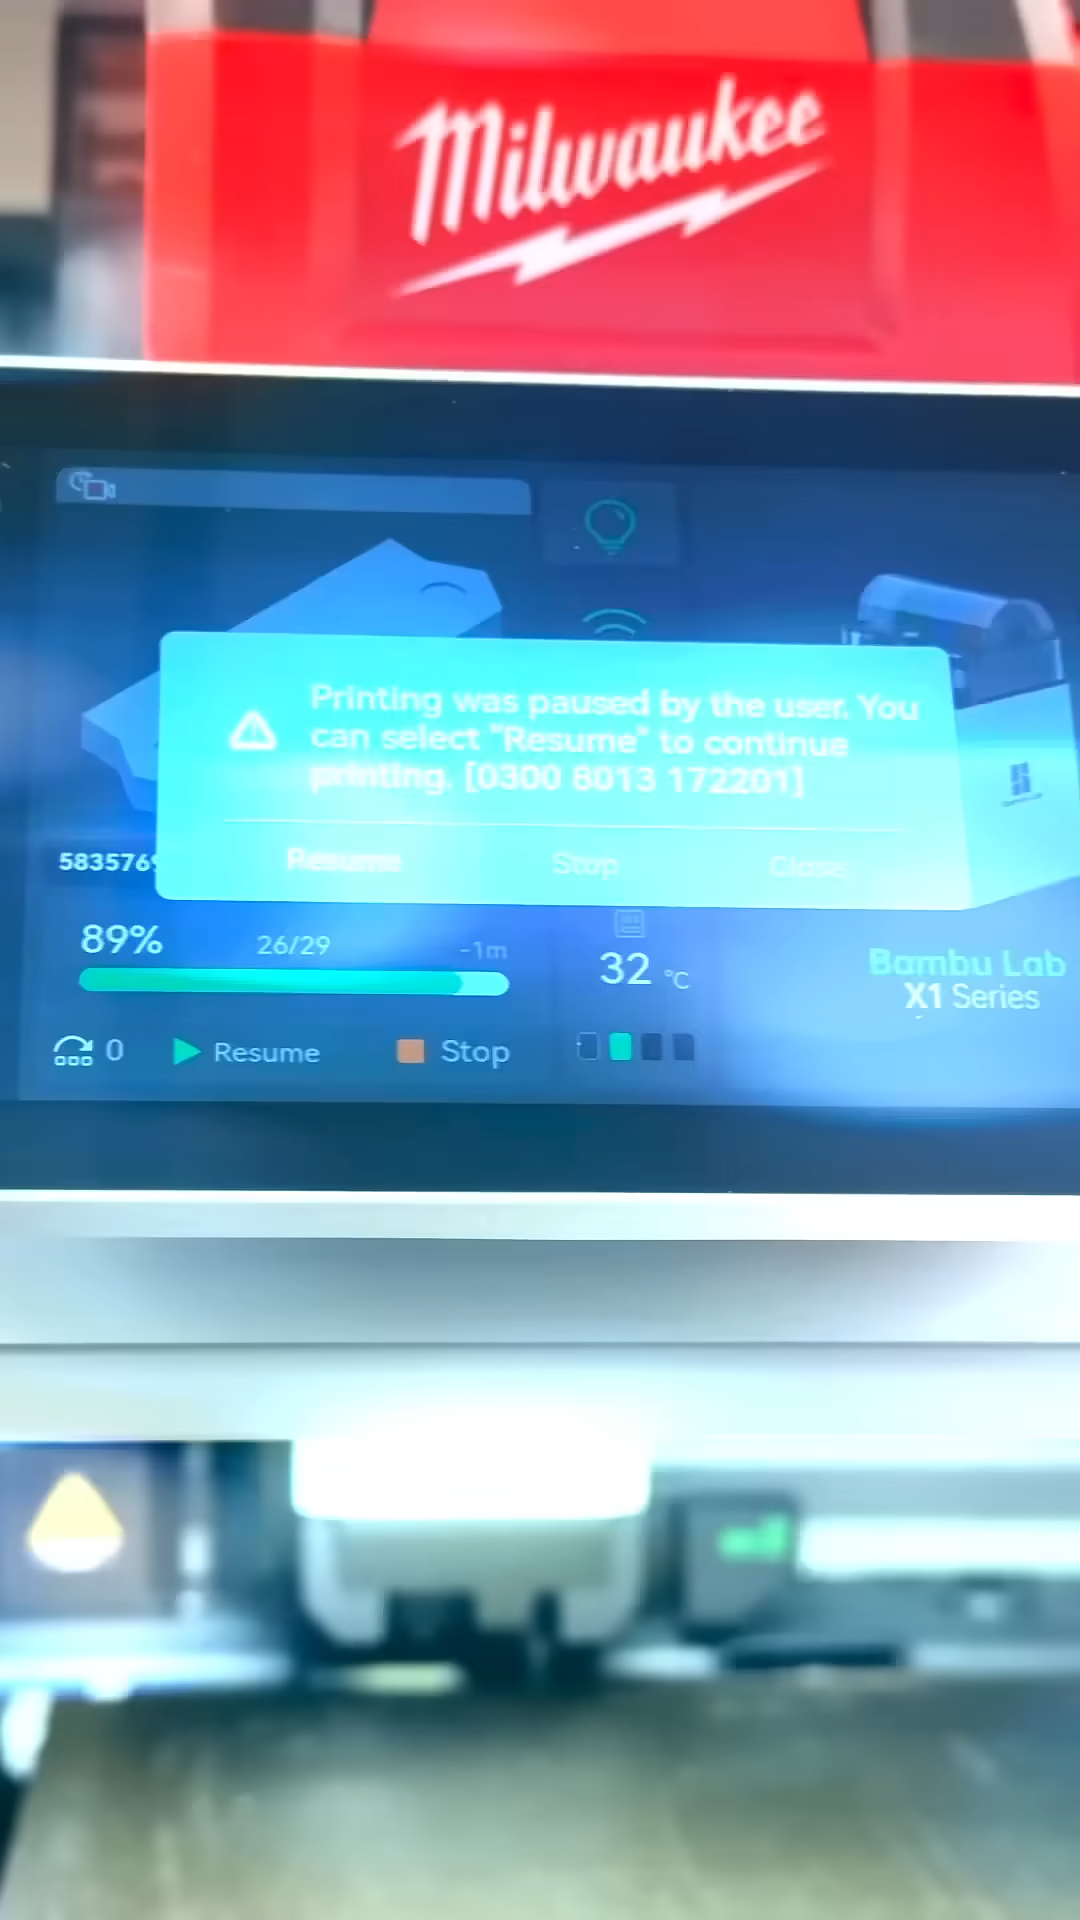 Milwaukee
Printing was paused by the user. You
can select "Resume" to continue
printing. [0300 8013 172201]
Resume Stop Close
583576
89% 26/29 -1m
32 °C
Bambu Lab
X1 Series
0 Resume Stop